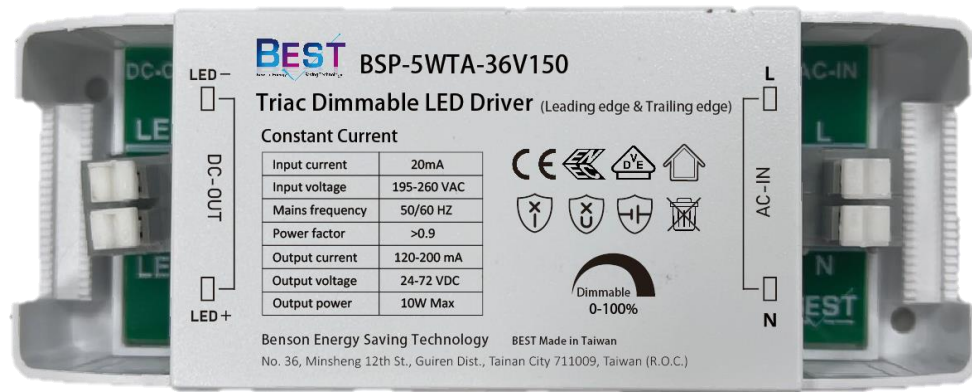 BEST
BSP-5WTA-36V150
Triac Dimmable LED Driver (Leading edge & Trailing edge)
Constant Current
Input current 20mA
Input voltage 195-260 VAC
Mains frequency 50/60 HZ
Power factor >0.9
Output current 120-200 mA
Output voltage 24-72 VDC
Output power 10W Max
LED−
DC-OUT
LED+
L
AC-IN
N
CE
ENEC
VDE
Dimmable
0-100%
Benson Energy Saving Technology BEST Made in Taiwan
No. 36, Minsheng 12th St., Guiren Dist., Tainan City 711009, Taiwan (R.O.C.)
DC-O
LE
LE
AC-IN
L
N
BEST